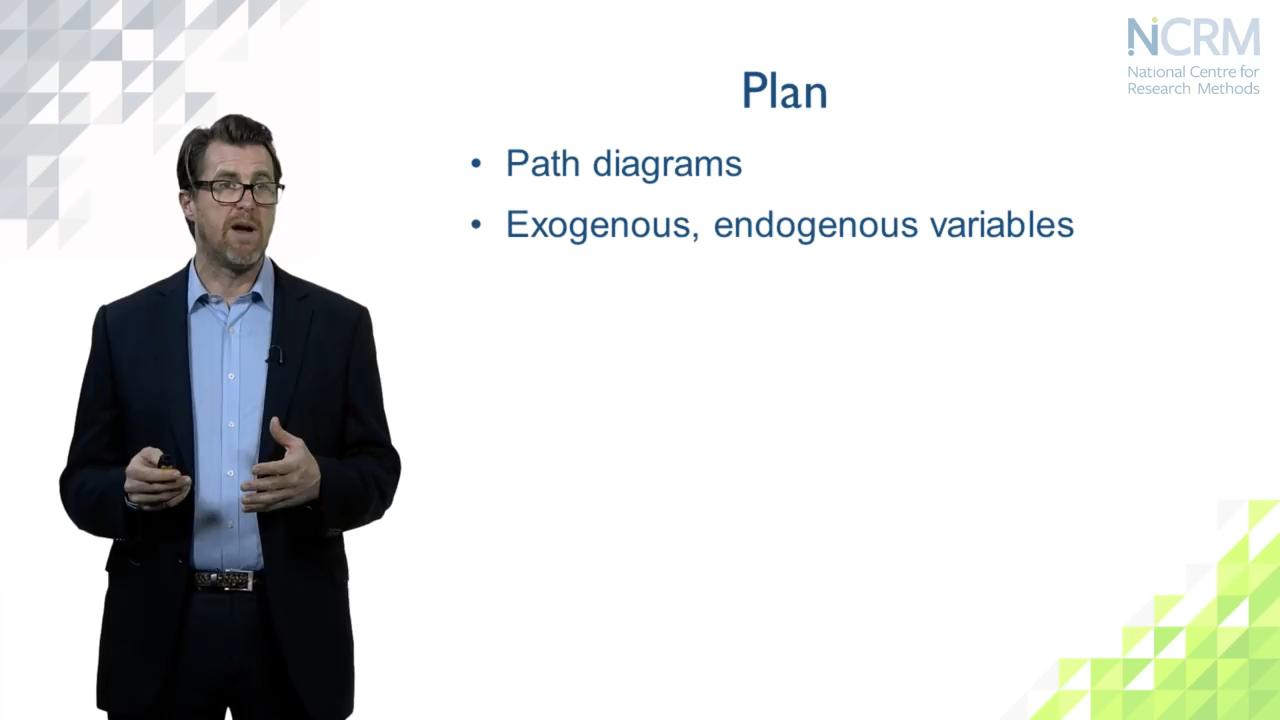 NCRM
National Centre for
Research Methods
Plan
• Path diagrams
• Exogenous, endogenous variables